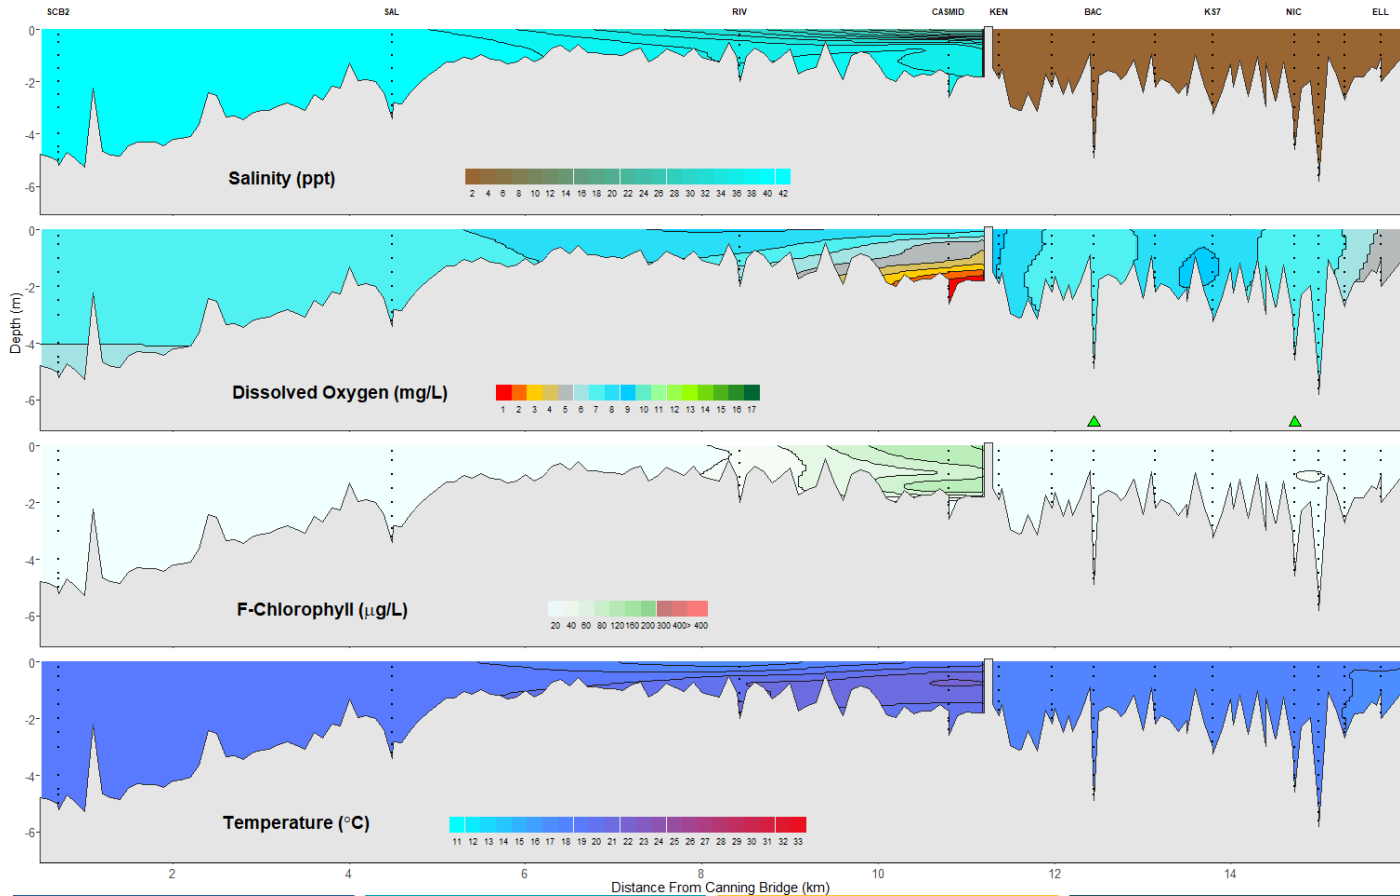 SCB2 SAL RIV CASMID KEN BAC KS7 NIC ELL
0
-2
-4
-6
Salinity (ppt)
2 4 6 8 10 12 14 16 18 20 22 24 26 28 30 32 34 36 38 40 42
0
-2
-4
-6
Depth (m)
Dissolved Oxygen (mg/L)
1 2 3 4 5 6 7 8 9 10 11 12 13 14 15 16 17
0
-2
-4
-6
F-Chlorophyll (μg/L)
20 40 60 80 120 160 200 300 400 > 400
0
-2
-4
-6
Temperature (°C)
11 12 13 14 15 16 17 18 19 20 21 22 23 24 25 26 27 28 29 30 31 32 33
2 4 6 8 10 12 14
Distance From Canning Bridge (km)